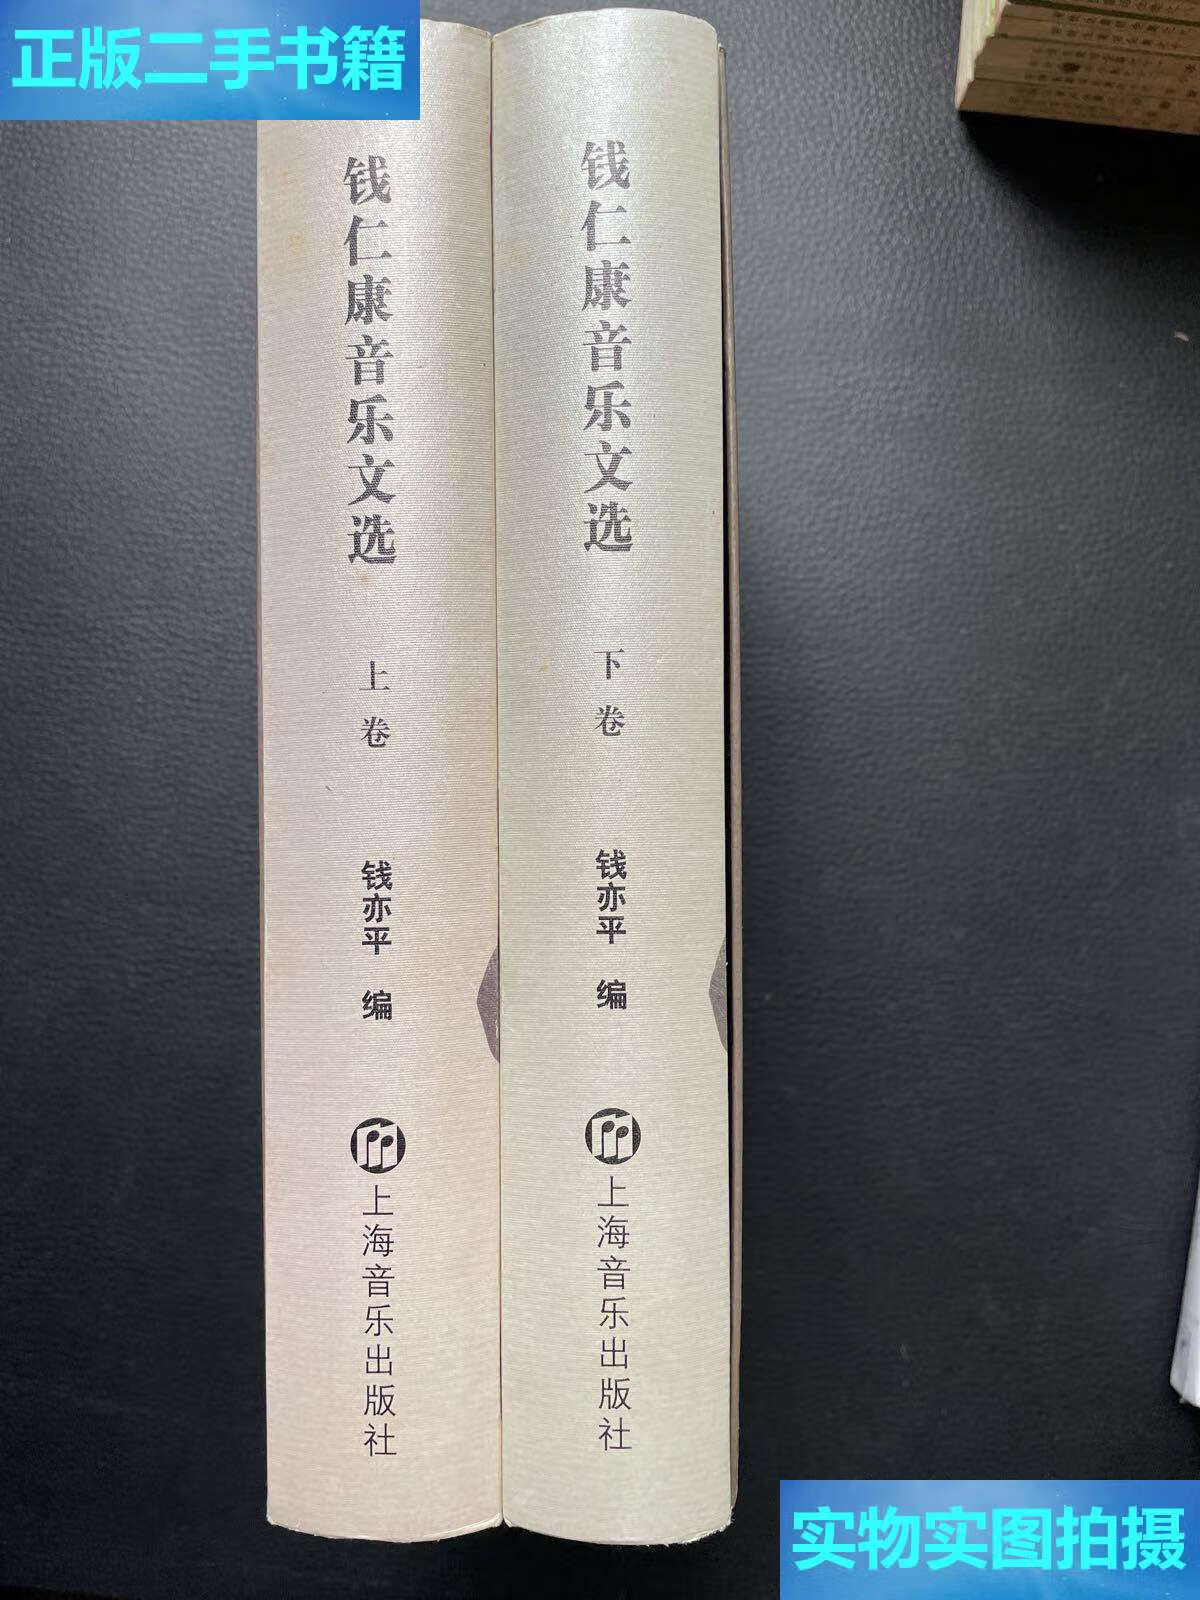 正版二手书籍
钱仁康音乐文选
上卷
钱亦平 编
上海音乐出版社
钱仁康音乐文选
下卷
钱亦平 编
上海音乐出版社
实物实图拍摄